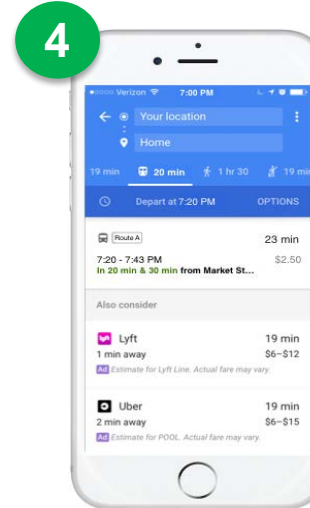 4
Verizon 7:00 PM
Your location
Home
19 min 20 min 1 hr 30 19 min
Depart at 7:20 PM OPTIONS
Route A 23 min
7:20 - 7:43 PM $2.50
In 20 min & 30 min from Market St...
Also consider
Lyft 19 min
1 min away $6–$12
Ad Estimate for Lyft Line. Actual fare may vary.
Uber 19 min
2 min away $6–$15
Ad Estimate for POOL. Actual fare may vary.